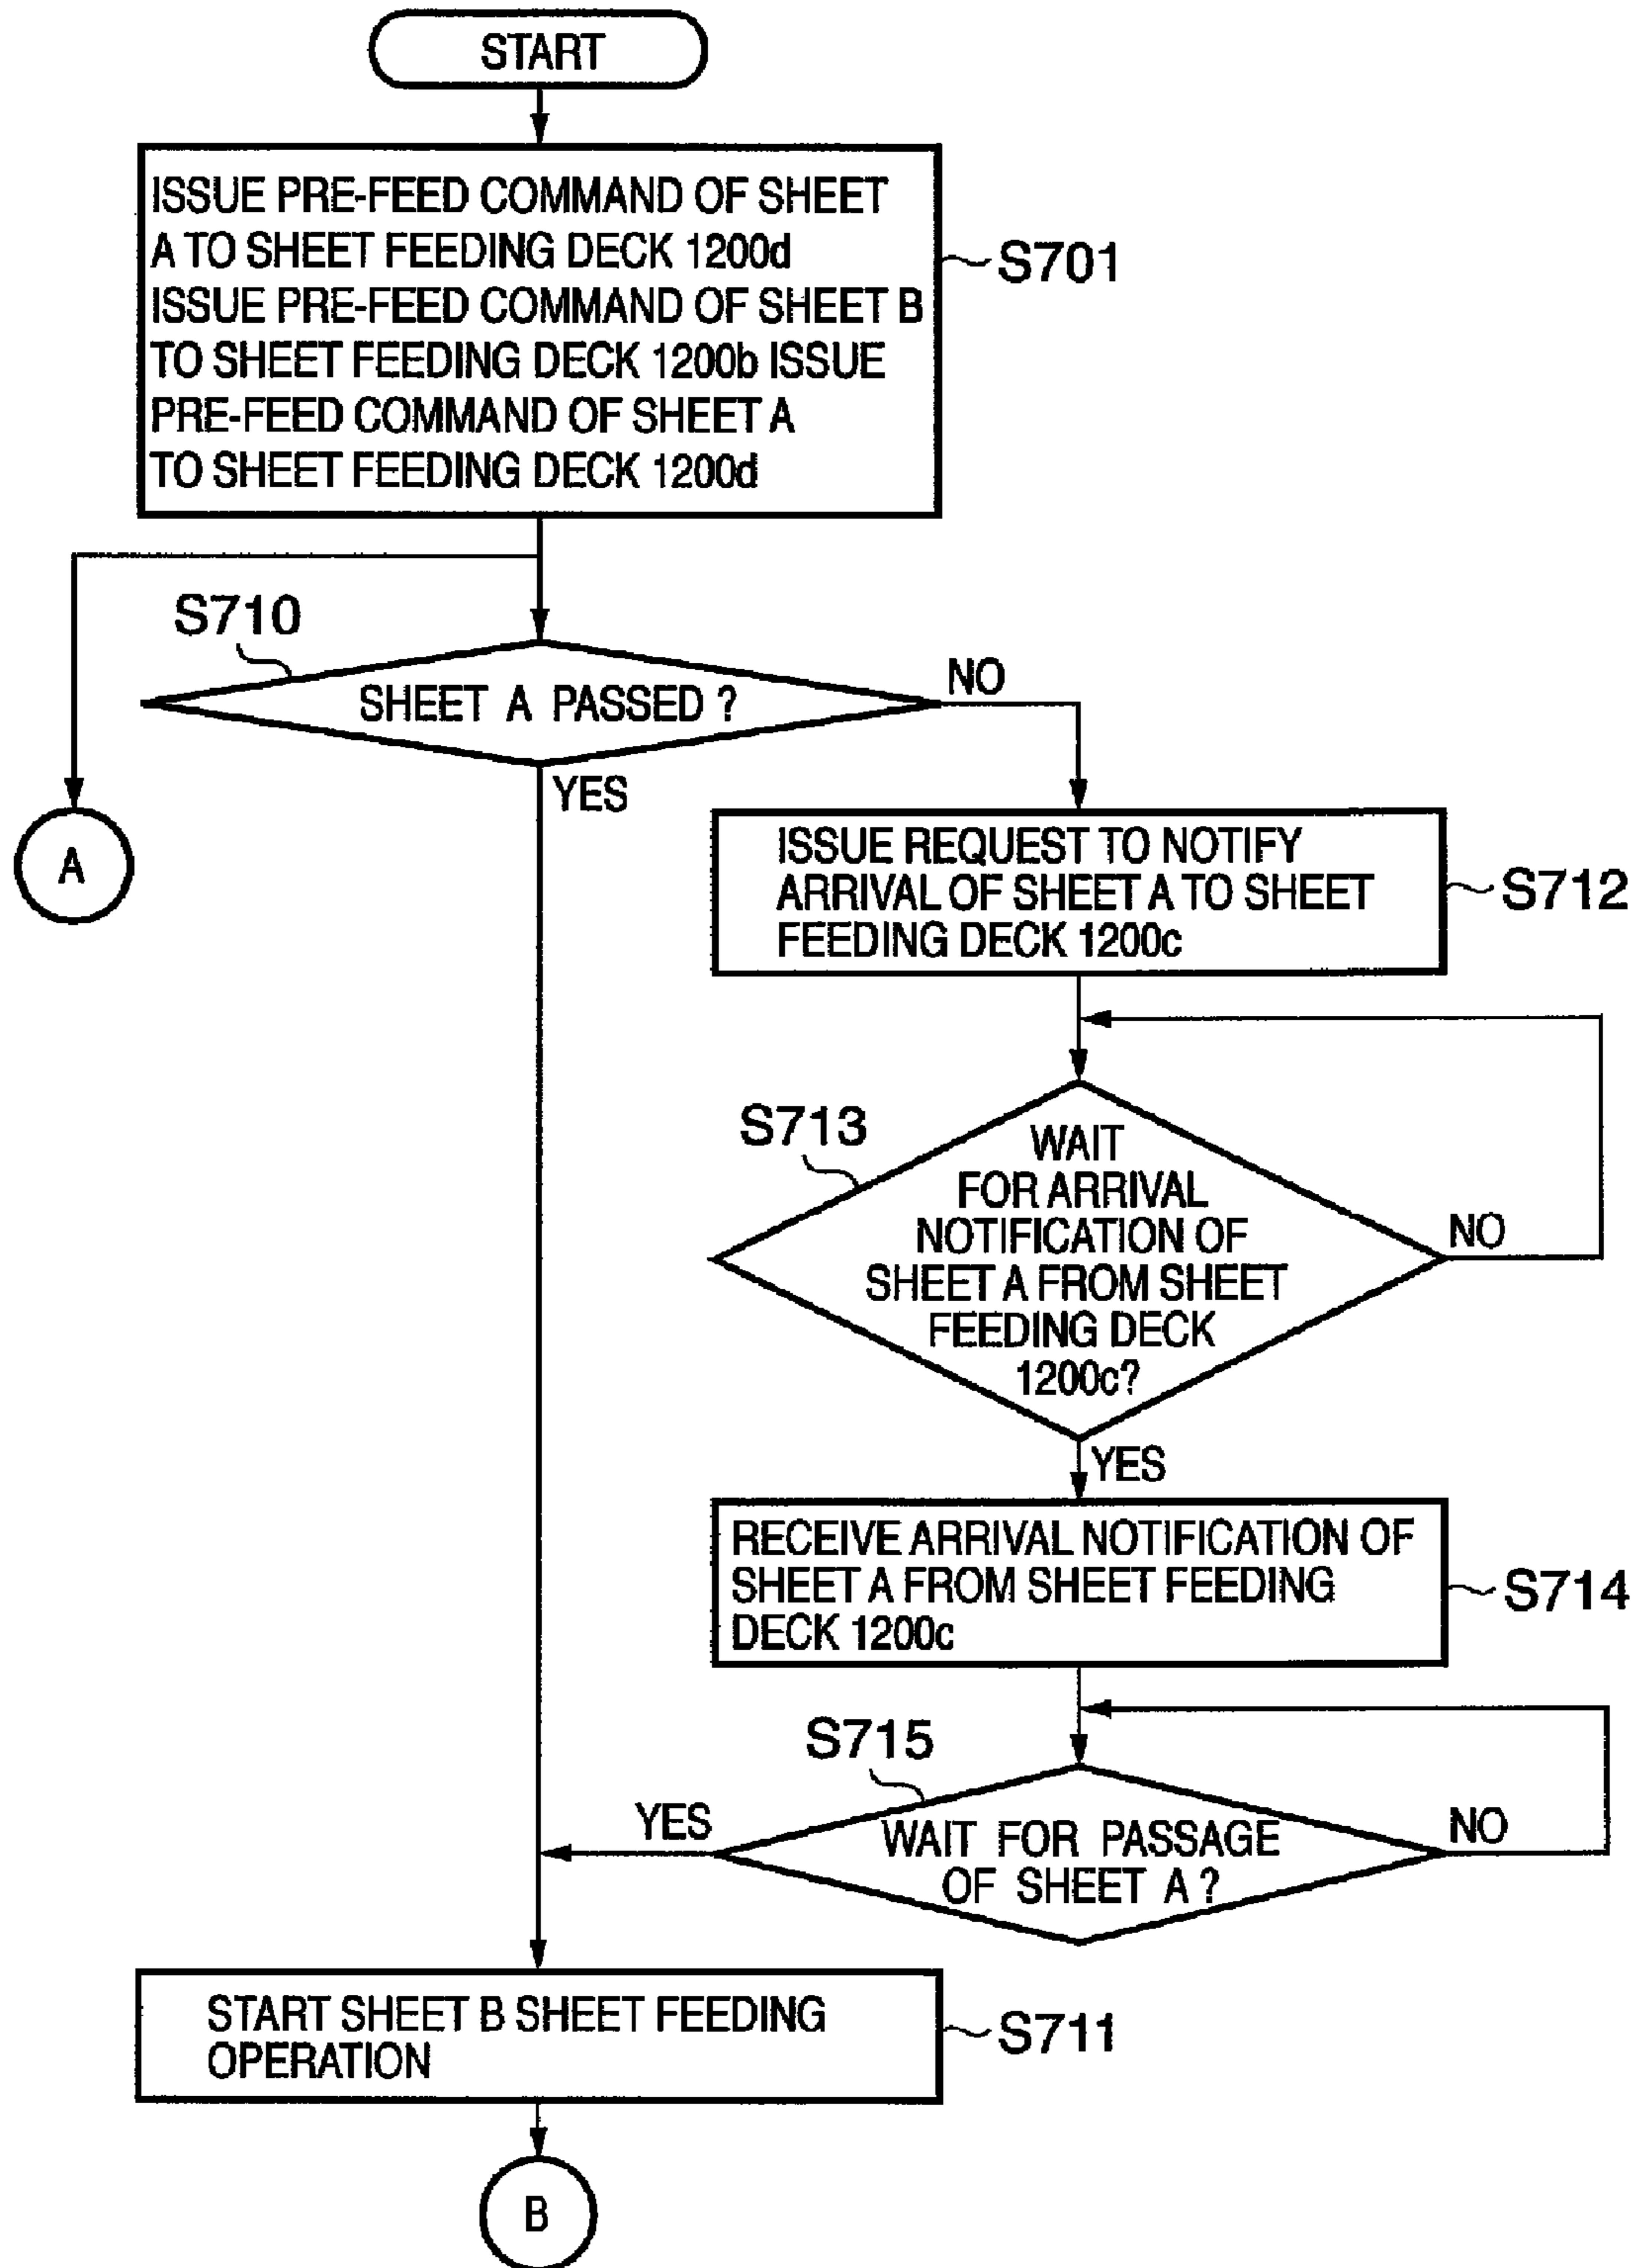 START
ISSUE PRE-FEED COMMAND OF SHEET
A TO SHEET FEEDING DECK 1200d
ISSUE PRE-FEED COMMAND OF SHEET B
TO SHEET FEEDING DECK 1200b ISSUE
PRE-FEED COMMAND OF SHEET A
TO SHEET FEEDING DECK 1200d
S701
S710
SHEET A PASSED ?
NO
YES
A
ISSUE REQUEST TO NOTIFY
ARRIVAL OF SHEET A TO SHEET
FEEDING DECK 1200c
S712
S713
WAIT
FOR ARRIVAL
NOTIFICATION OF
SHEET A FROM SHEET
FEEDING DECK
1200c?
NO
YES
RECEIVE ARRIVAL NOTIFICATION OF
SHEET A FROM SHEET FEEDING
DECK 1200c
S714
S715
YES
WAIT FOR PASSAGE
OF SHEET A ?
NO
START SHEET B SHEET FEEDING
OPERATION
S711
B